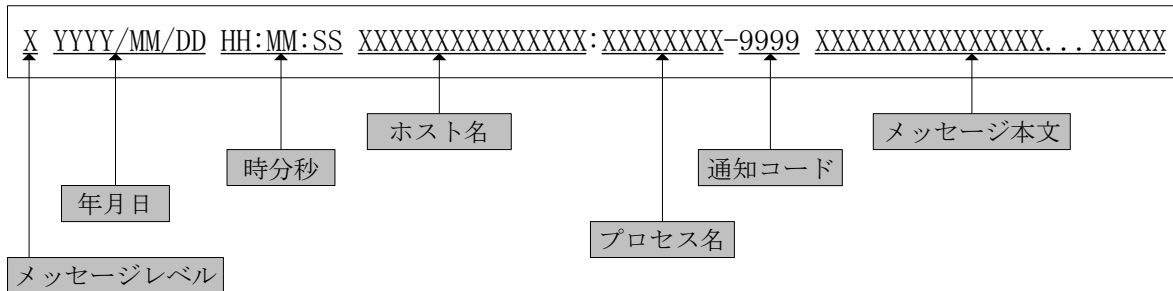 X YYYY/MM/DD HH:MM:SS XXXXXXXXXXXXXXX:XXXXXXXX-9999 XXXXXXXXXXXXXXX...XXXXX
ホスト名
メッセージ本文
時分秒
通知コード
年月日
プロセス名
メッセージレベル